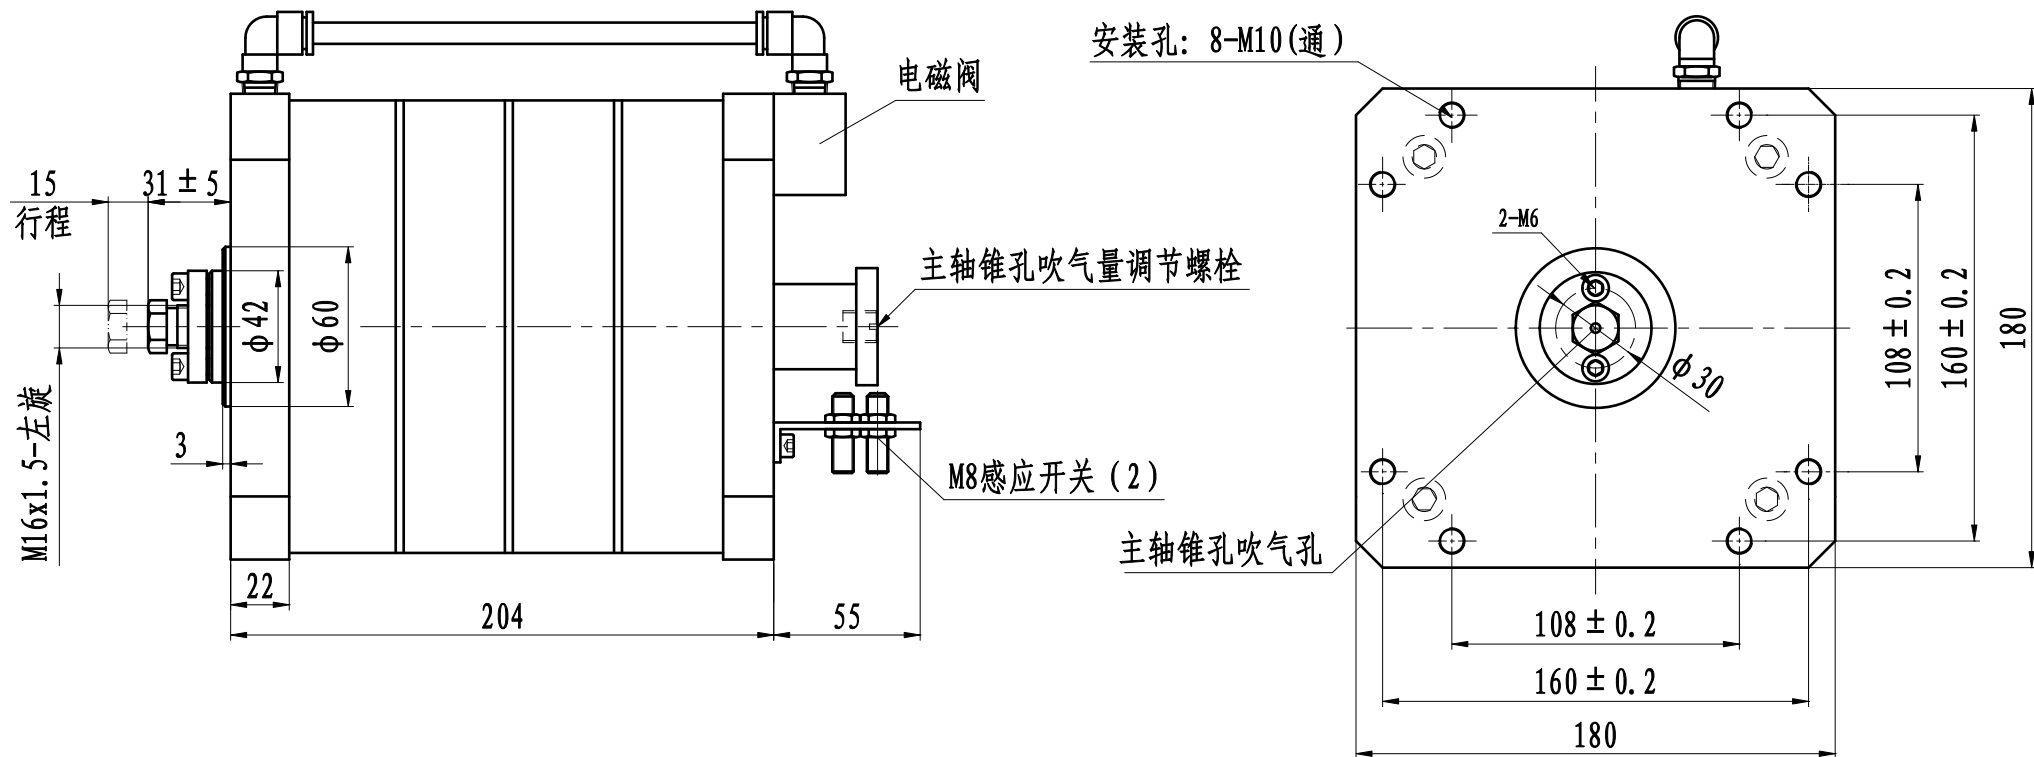 安装孔: 8-M10(通)
电磁阀
15
行程
31±5
2-M6
主轴锥孔吹气量调节螺栓
φ42
φ60
φ30
108±0.2
160±0.2
180
M16x1.5-左旋
3
M8感应开关(2)
主轴锥孔吹气孔
22
204
55
108±0.2
160±0.2
180